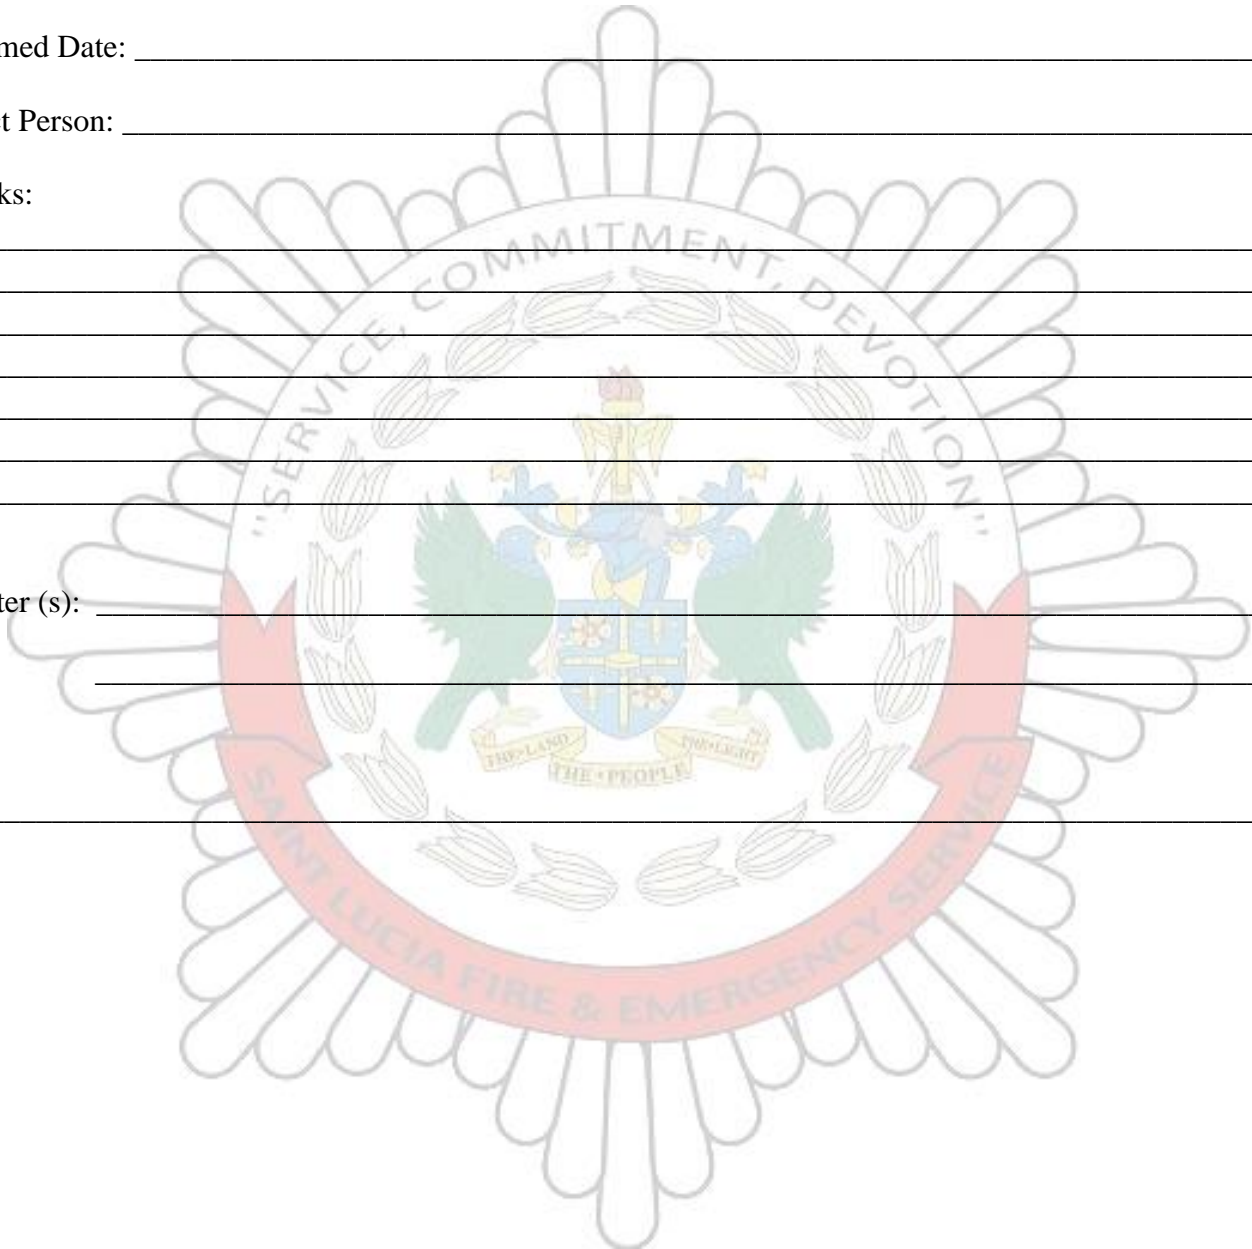 med Date:
t Person:
ks:
ter (s):
"SERVICE, COMMITMENT, DEVOTION"
THE•LAND
THE•PEOPLE
THE•LIGHT
SAINT LUCIA FIRE & EMERGENCY SERVICE